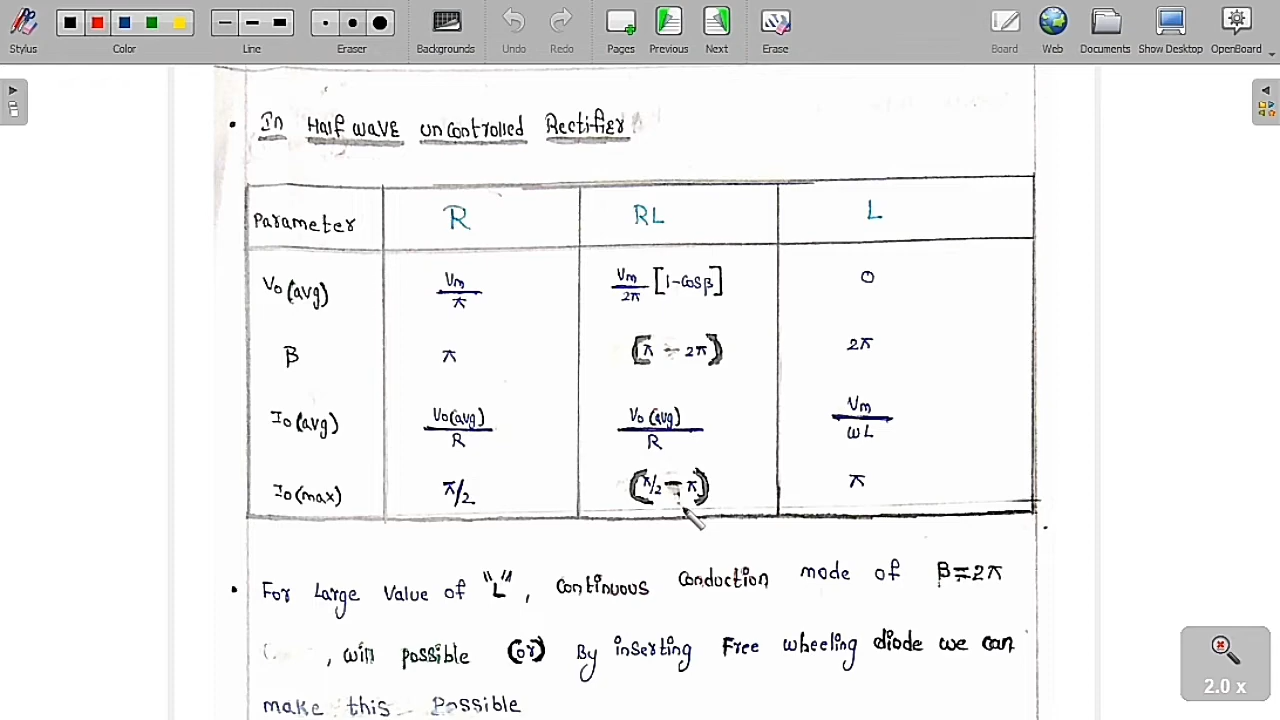 Stylus
Color
Line
Eraser
Backgrounds
Undo
Redo
Pages
Previous
Next
Erase
Board
Web
Documents
Show Desktop
OpenBoard
• In Half wave uncontrolled Rectifier
Parameter R RL L
Vo(avg) Vm/π Vm/2π [1-cosβ] 0
β π (π - 2π) 2π
Io(avg) Vo(avg)/R Vo(avg)/R Vm/ωL
Io(max) π/2 (π/2 - π) π
• For Large Value of "L", continuous conduction mode of β=2π
, will possible (or) By inserting Free wheeling diode we can
make this possible
2.0 x